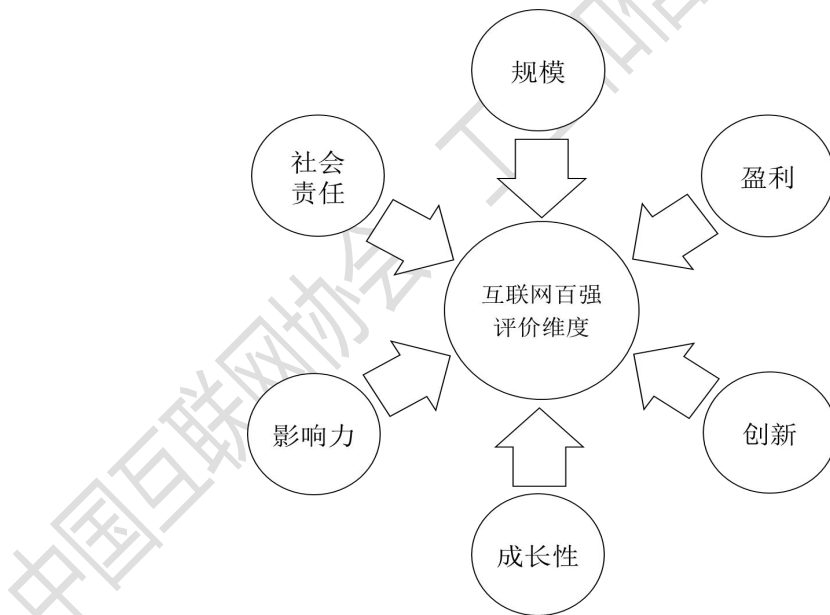 规模
社会
责任
盈利
互联网百强
评价维度
影响力
创新
成长性
中国互联网协会